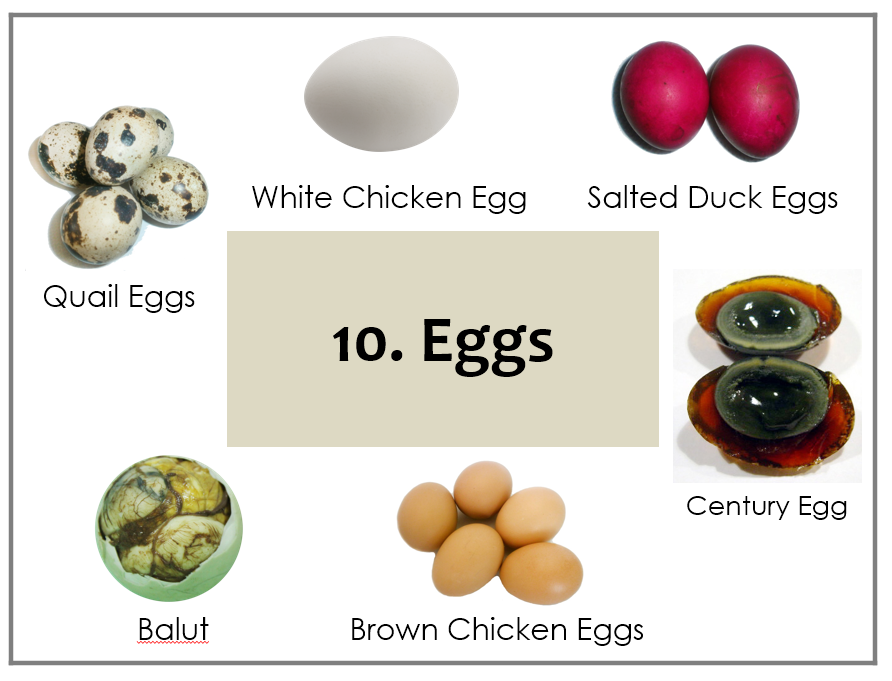 White Chicken Egg
Salted Duck Eggs
Quail Eggs
10. Eggs
Century Egg
Balut
Brown Chicken Eggs